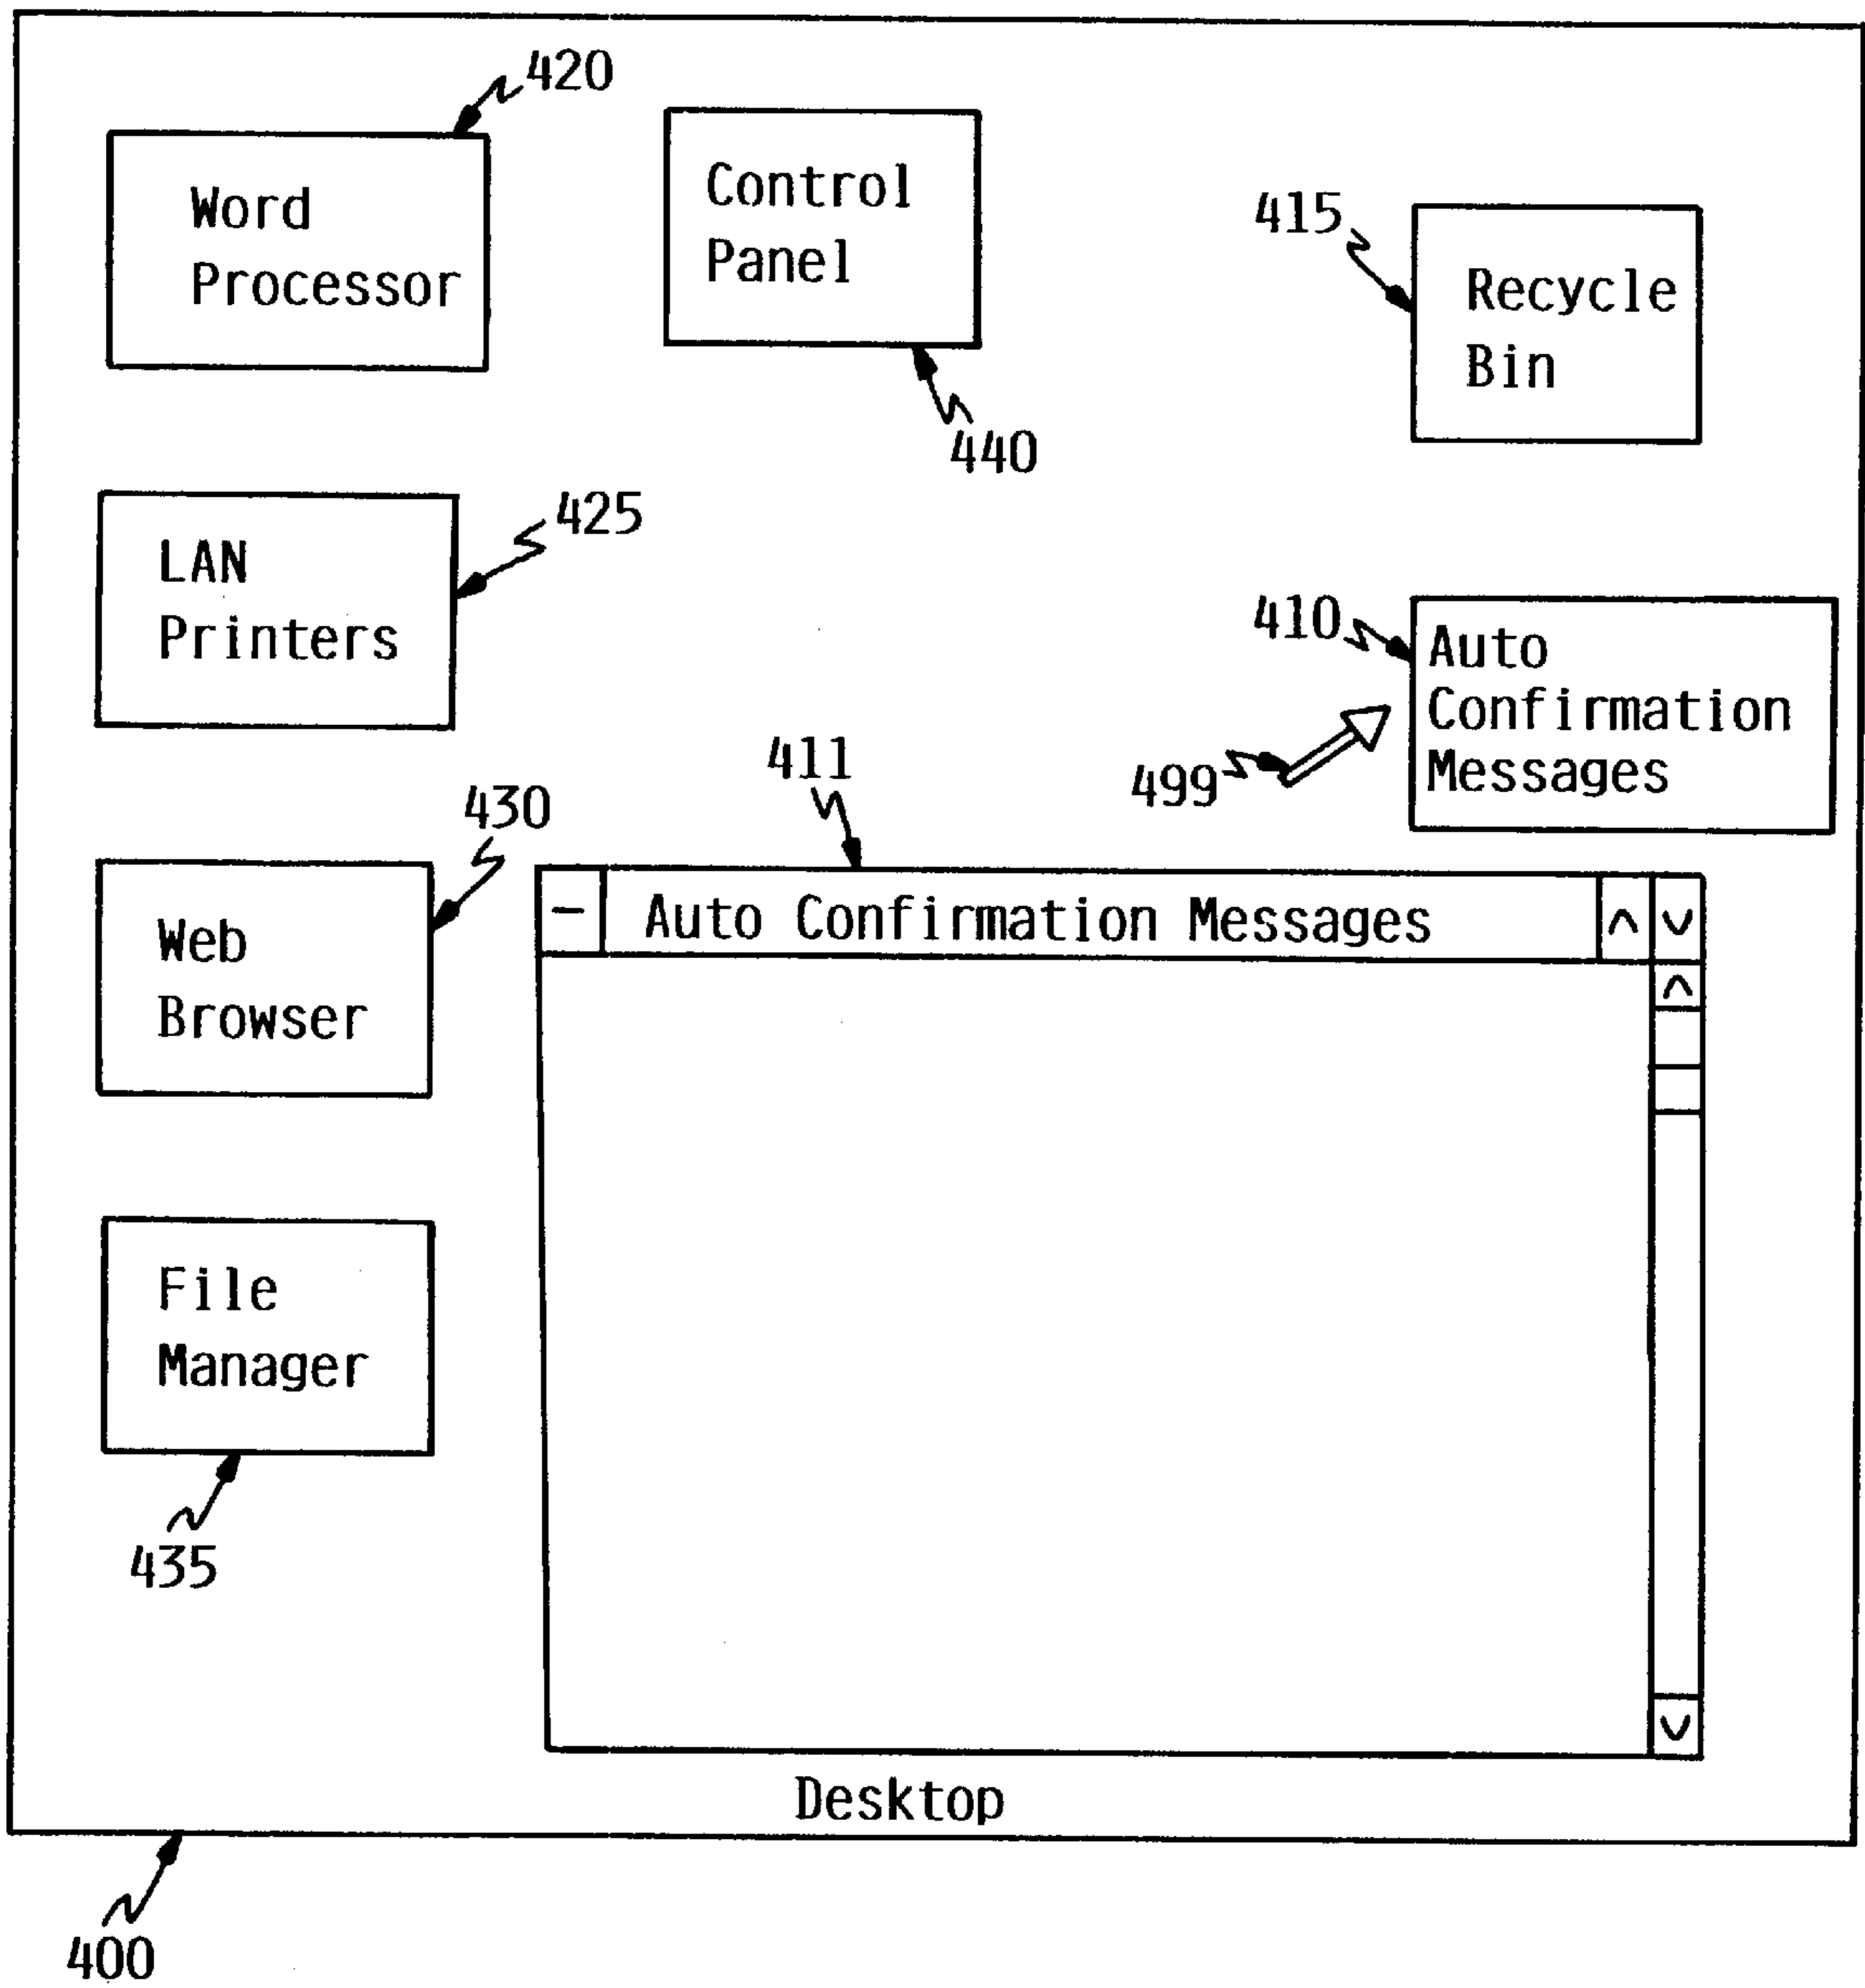 420
Word
Processor
Control
Panel
440
415
Recycle
Bin
LAN
Printers
425
410
Auto
Confirmation
Messages
499
411
430
Web
Browser
- Auto Confirmation Messages ^ v
^
v
File
Manager
435
Desktop
400